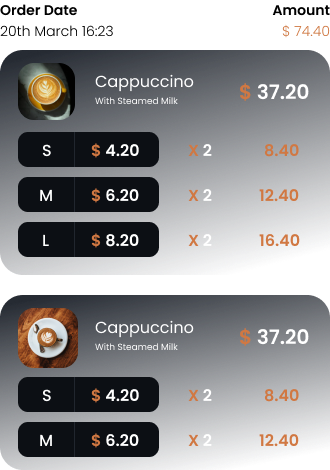 Order Date Amount
20th March 16:23 $ 74.40
Cappuccino
With Steamed Milk
$ 37.20
S $ 4.20 X 2 8.40
M $ 6.20 X 2 12.40
L $ 8.20 X 2 16.40
Cappuccino
With Steamed Milk
$ 37.20
S $ 4.20 X 2 8.40
M $ 6.20 X 2 12.40